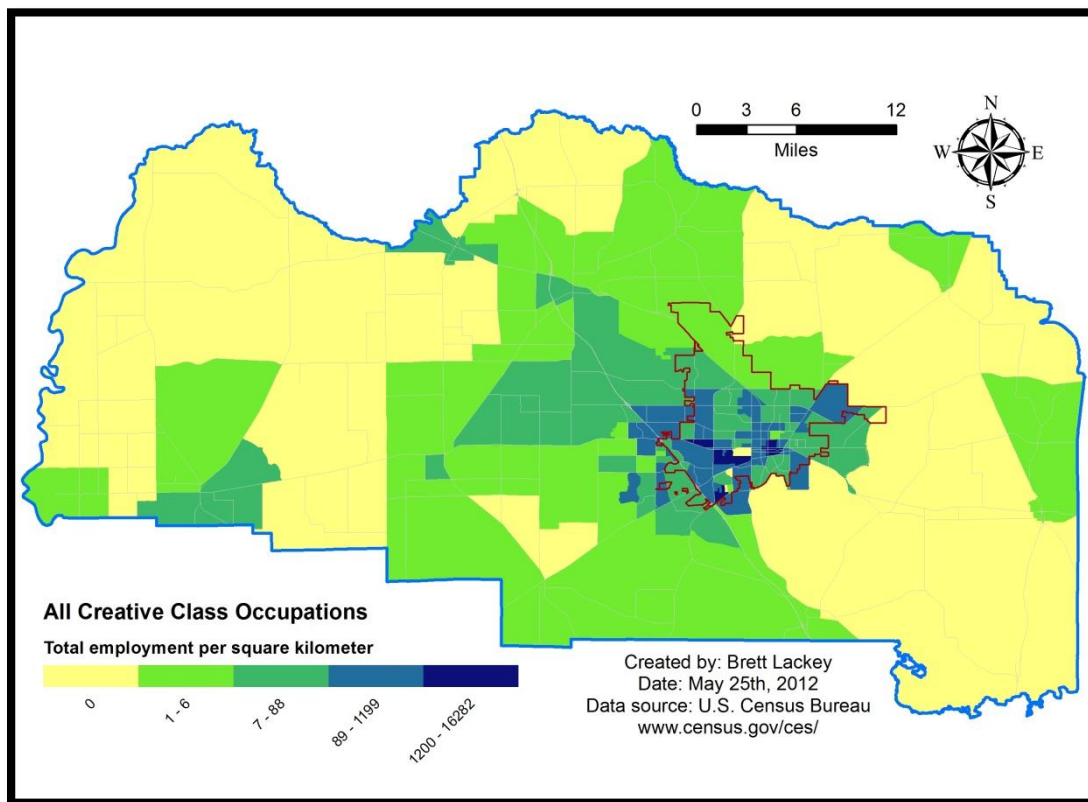 0 3 6 12
Miles
N
W E
S
All Creative Class Occupations
Total employment per square kilometer
0
1 - 6
7 - 88
89 - 1199
1200 - 16282
Created by: Brett Lackey
Date: May 25th, 2012
Data source: U.S. Census Bureau
www.census.gov/ces/